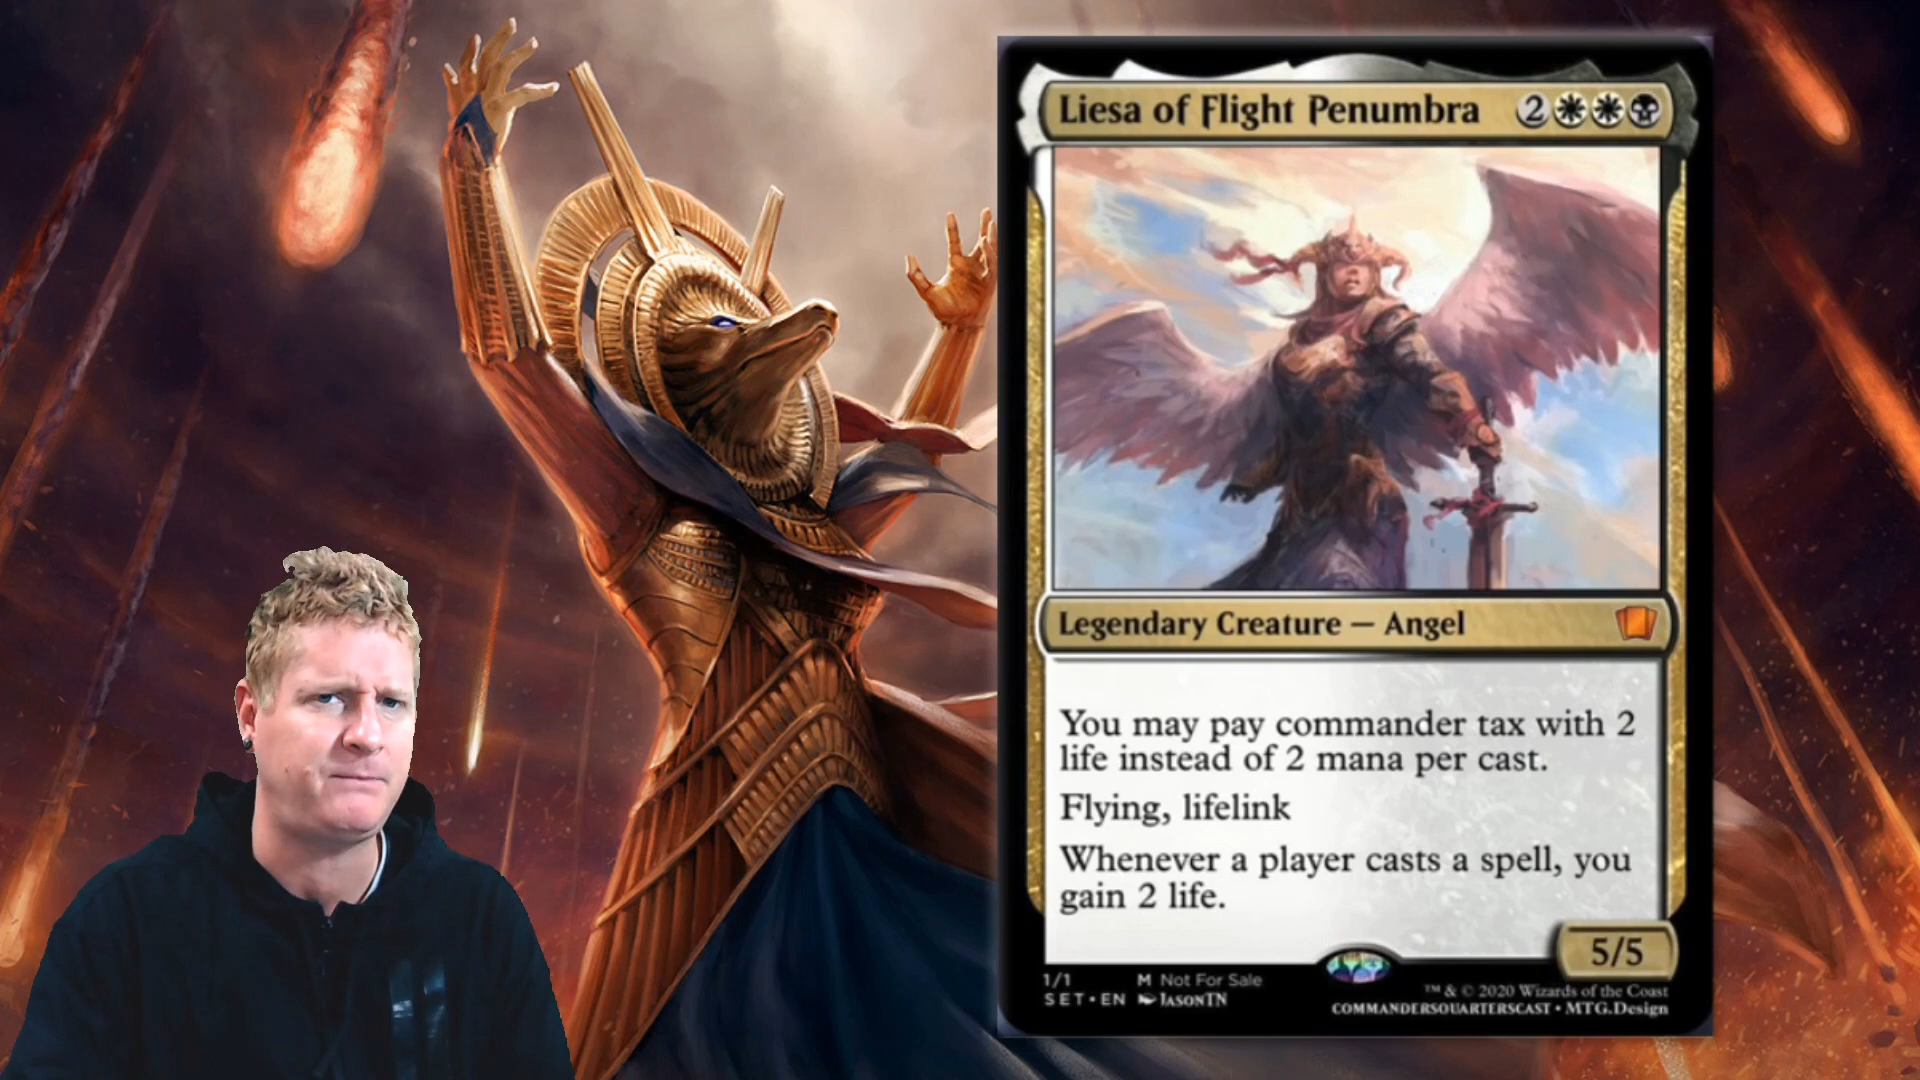 Liesa of Flight Penumbra 2
Legendary Creature — Angel
You may pay commander tax with 2
life instead of 2 mana per cast.
Flying, lifelink
Whenever a player casts a spell, you
gain 2 life.
5/5
1/1 M Not For Sale
SET • EN JASONTN
™ & © 2020 Wizards of the Coast
COMMANDERSQUARTERSCAST • MTG.Design